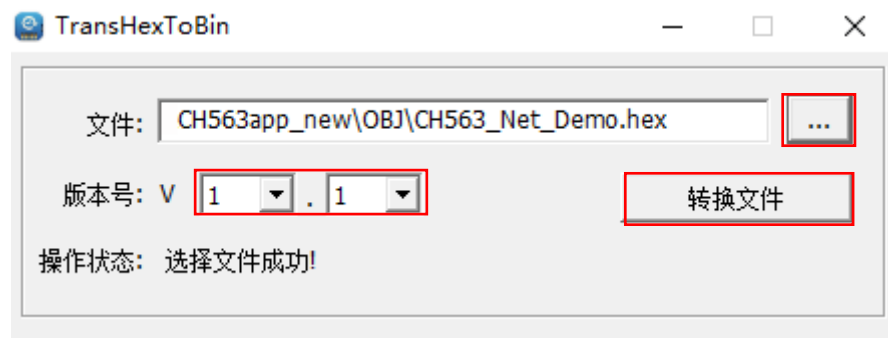 TransHexToBin
文件: CH563app_new\OBJ\CH563_Net_Demo.hex ...
版本号: V 1 . 1 转换文件
操作状态: 选择文件成功!